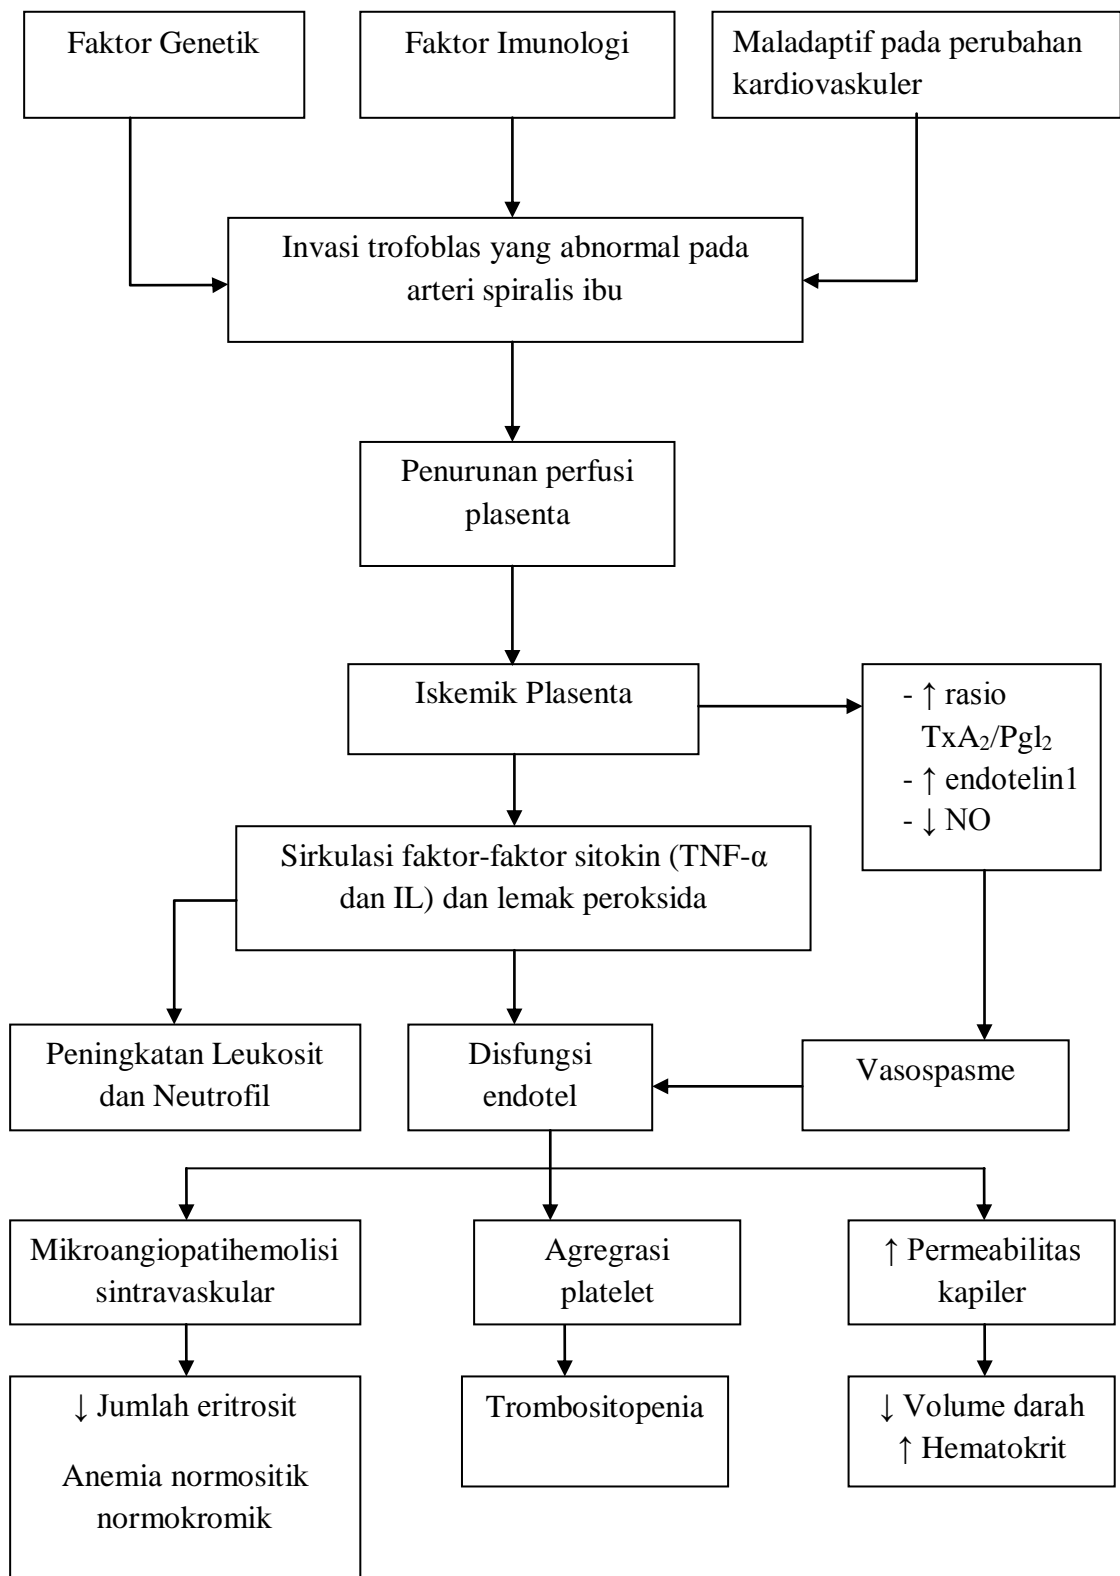 Faktor Genetik
Faktor Imunologi
Maladaptif pada perubahan
kardiovaskuler
Invasi trofoblas yang abnormal pada
arteri spiralis ibu
Penurunan perfusi
plasenta
Iskemik Plasenta
- ↑ rasio
TxA₂/Pgl₂
- ↑ endotelin1
- ↓ NO
Sirkulasi faktor-faktor sitokin (TNF-α
dan IL) dan lemak peroksida
Peningkatan Leukosit
dan Neutrofil
Disfungsi
endotel
Vasospasme
Mikroangiopatihemolisi
sintravaskular
Agregrasi
platelet
↑ Permeabilitas
kapiler
↓ Jumlah eritrosit
Anemia normositik
normokromik
Trombositopenia
↓ Volume darah
↑ Hematokrit